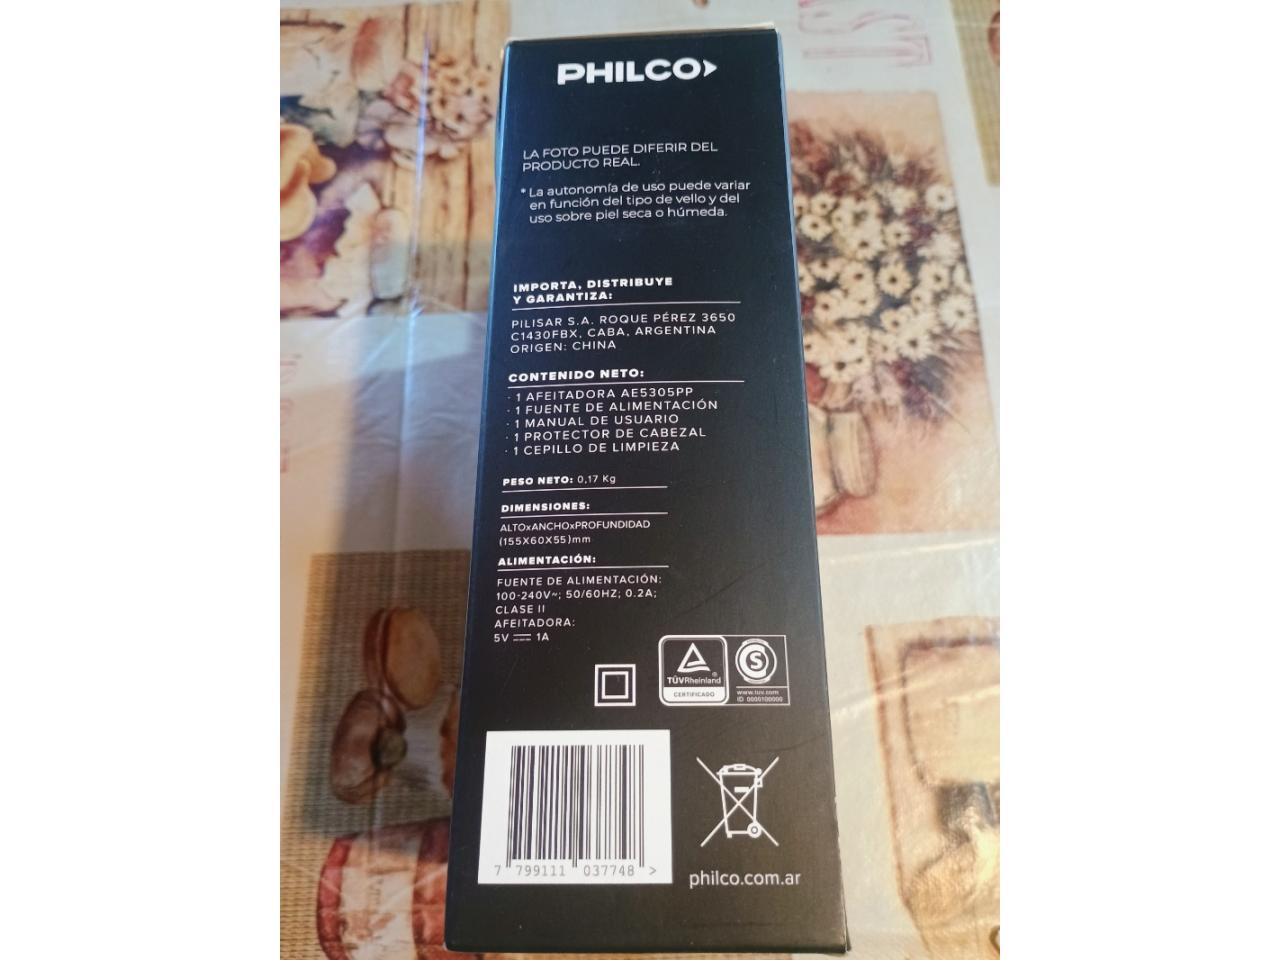 PHILCO
LA FOTO PUEDE DIFERIR DEL
PRODUCTO REAL.
* La autonomía de uso puede variar
en función del tipo de vello y del
uso sobre piel seca o húmeda.
IMPORTA, DISTRIBUYE
Y GARANTIZA:
PILISAR S.A. ROQUE PÉREZ 3650
C1430FBX, CABA, ARGENTINA
ORIGEN: CHINA
CONTENIDO NETO:
· 1 AFEITADORA AE5305PP
· 1 FUENTE DE ALIMENTACIÓN
· 1 MANUAL DE USUARIO
· 1 PROTECTOR DE CABEZAL
· 1 CEPILLO DE LIMPIEZA
PESO NETO: 0,17 Kg
DIMENSIONES:
ALTOxANCHOxPROFUNDIDAD
(155X60X55)mm
ALIMENTACIÓN:
FUENTE DE ALIMENTACIÓN:
100-240V~; 50/60HZ; 0.2A;
CLASE II
AFEITADORA:
5V ⎓ 1A
TÜVRheinland®
CERTIFICADO
S
www.tuv.com
ID 0000100000
7 799111 037748 >
philco.com.ar